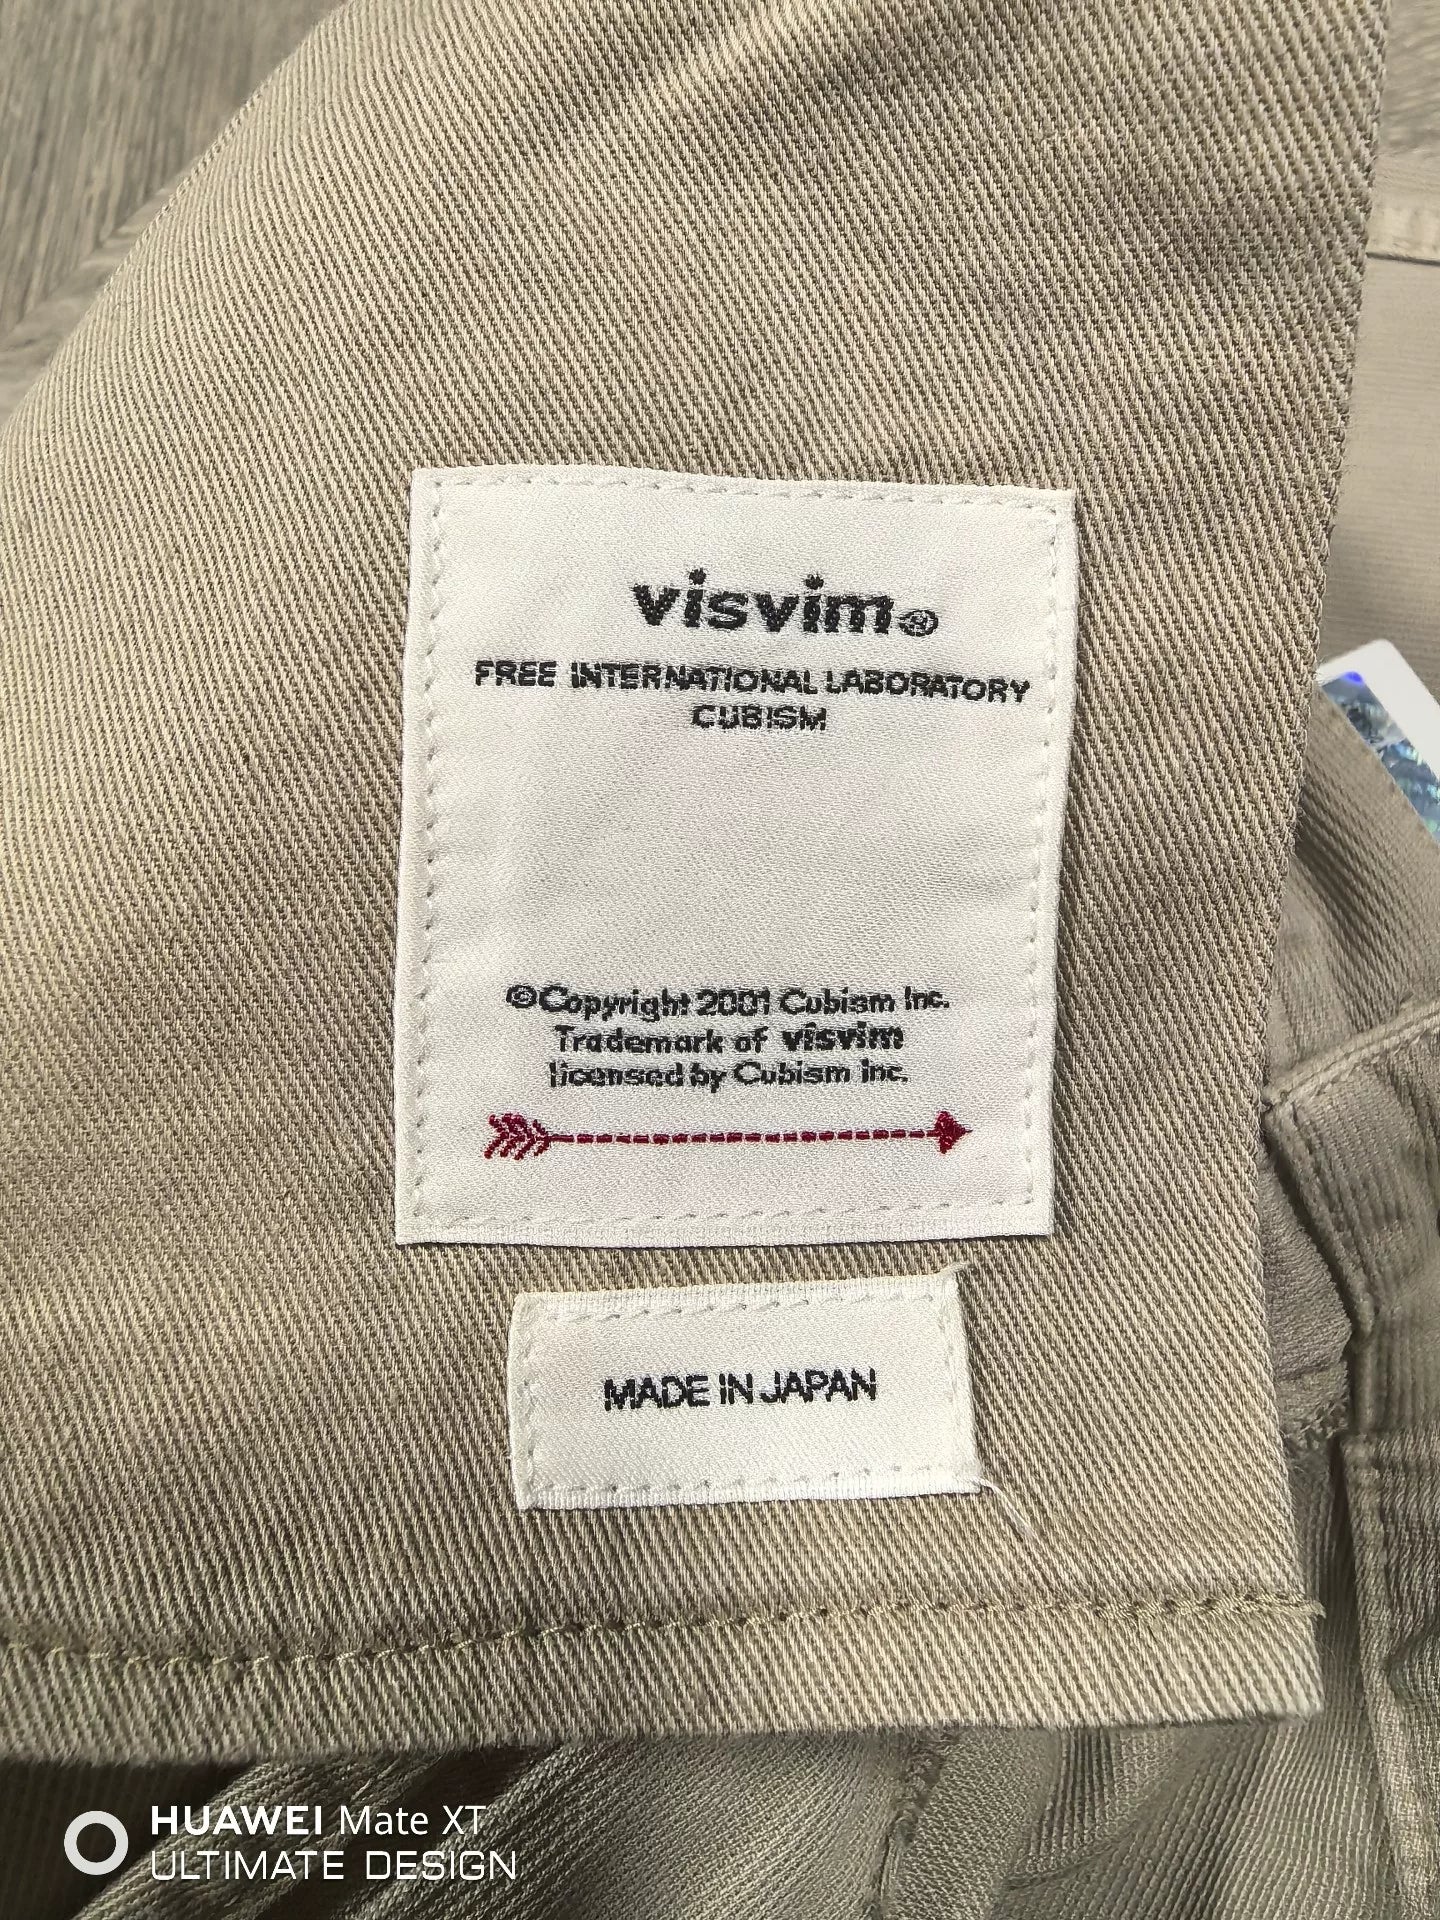 visvim®
FREE INTERNATIONAL LABORATORY
CUBISM
©Copyright 2001 Cubism Inc.
Trademark of visvim
licensed by Cubism Inc.
MADE IN JAPAN
HUAWEI Mate XT
ULTIMATE DESIGN